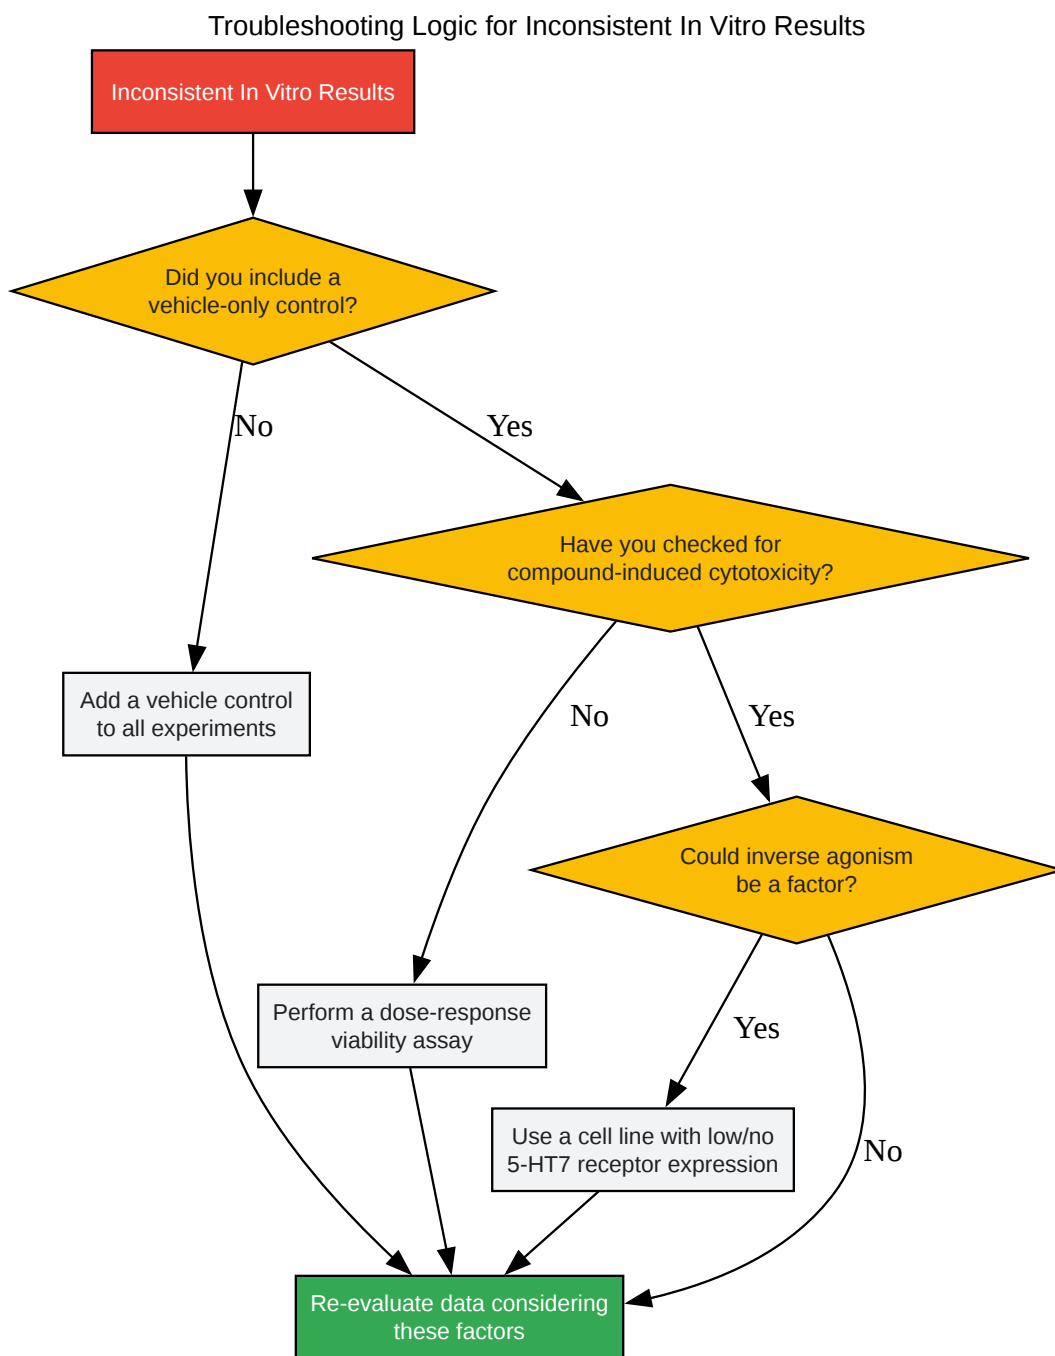 Troubleshooting Logic for Inconsistent In Vitro Results
Inconsistent In Vitro Results
Did you include a
vehicle-only control?
No
Yes
Have you checked for
compound-induced cytotoxicity?
Add a vehicle control
to all experiments
No
Yes
Could inverse agonism
be a factor?
Perform a dose-response
viability assay
Yes
Use a cell line with low/no
5-HT7 receptor expression
No
Re-evaluate data considering
these factors